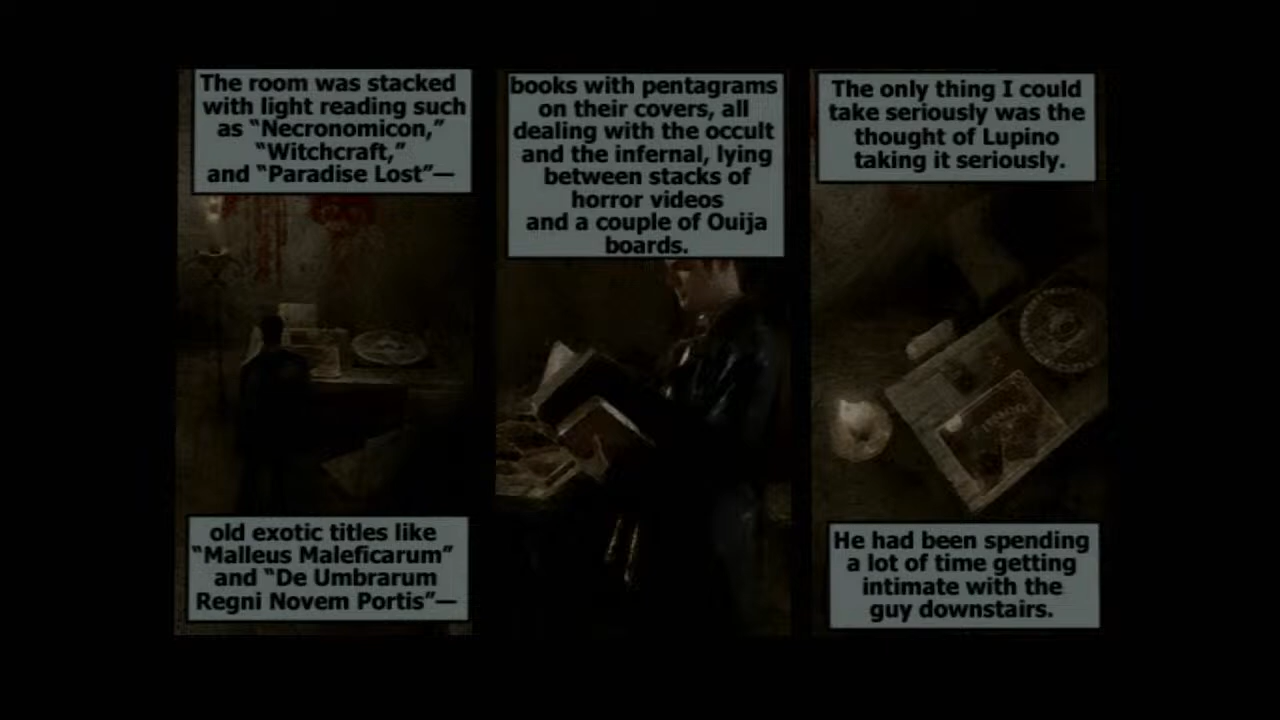 The room was stacked
with light reading such
as “Necronomicon,”
“Witchcraft,”
and “Paradise Lost”—
old exotic titles like
“Malleus Maleficarum”
and “De Umbrarum
Regni Novem Portis”—
books with pentagrams
on their covers, all
dealing with the occult
and the infernal, lying
between stacks of
horror videos
and a couple of Ouija
boards.
The only thing I could
take seriously was the
thought of Lupino
taking it seriously.
He had been spending
a lot of time getting
intimate with the
guy downstairs.